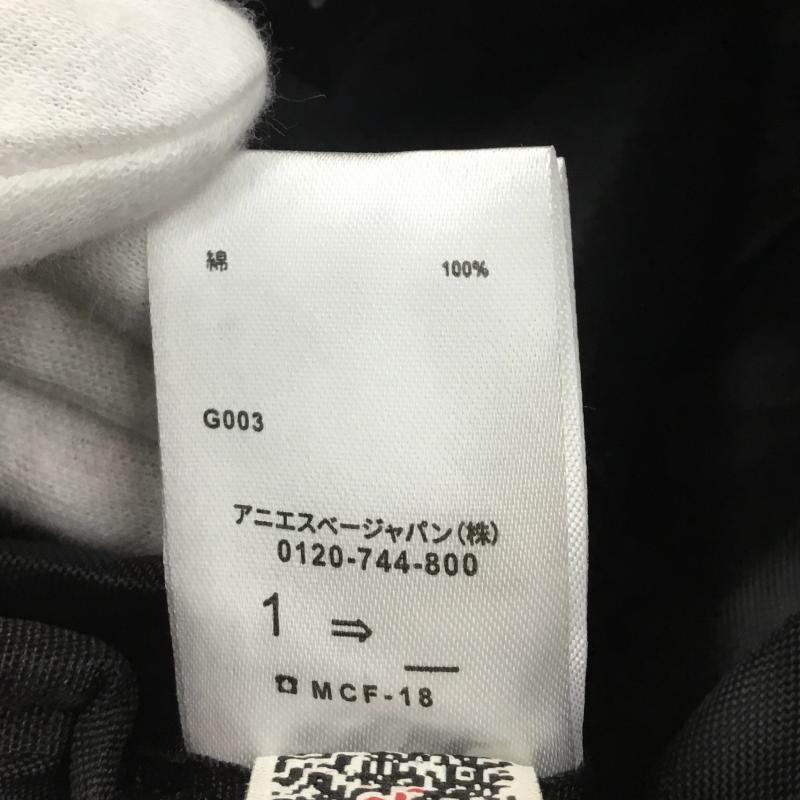 綿 100%
G003
アニエスベージャパン(株)
0120-744-800
1 ⇒
MCF-18